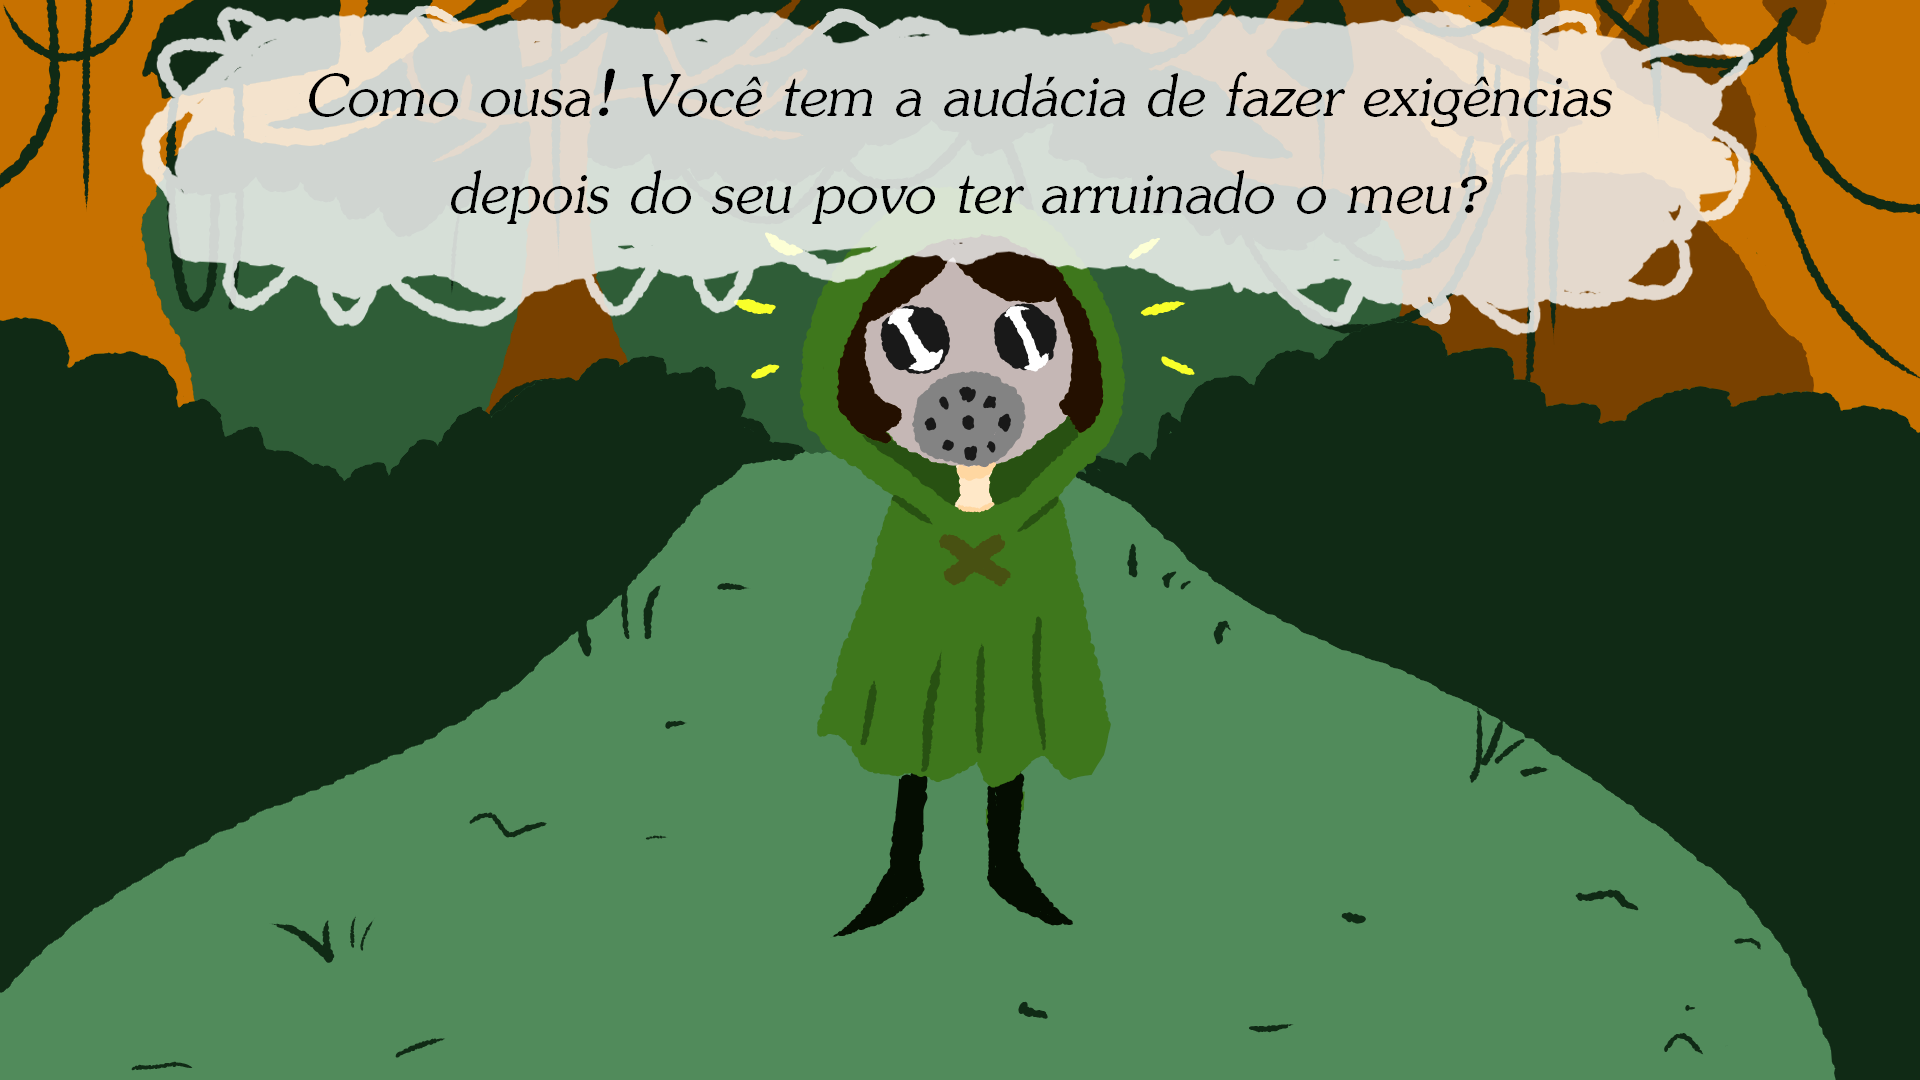 Como ousa! Você tem a audácia de fazer exigências
depois do seu povo ter arruinado o meu?